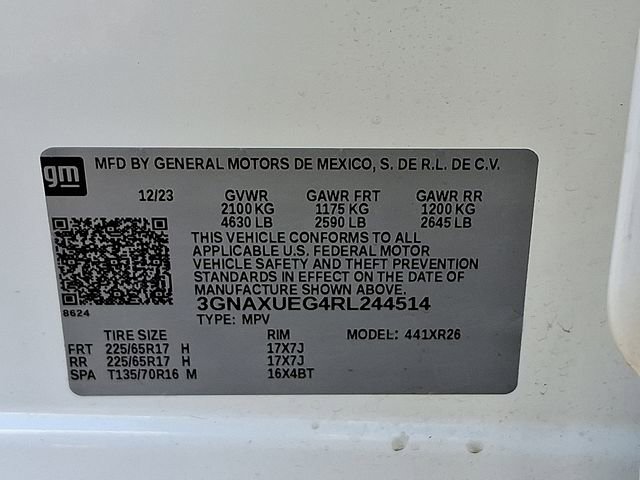 gm
MFD BY GENERAL MOTORS DE MEXICO, S. DE R.L. DE C.V.
12/23 GVWR GAWR FRT GAWR RR
2100 KG 1175 KG 1200 KG
4630 LB 2590 LB 2645 LB
THIS VEHICLE CONFORMS TO ALL
APPLICABLE U.S. FEDERAL MOTOR
VEHICLE SAFETY AND THEFT PREVENTION
STANDARDS IN EFFECT ON THE DATE OF
MANUFACTURE SHOWN ABOVE.
3GNAXUEG4RL244514
8624
TYPE: MPV
TIRE SIZE RIM MODEL: 441XR26
FRT 225/65R17 H 17X7J
RR 225/65R17 H 17X7J
SPA T135/70R16 M 16X4BT